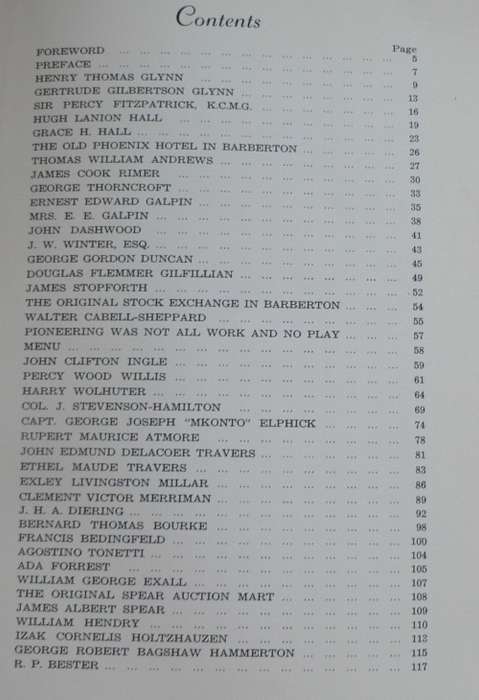 Contents
Page
FOREWORD ... 5
PREFACE ... 7
HENRY THOMAS GLYNN ... 9
GERTRUDE GILBERTSON GLYNN ... 13
SIR PERCY FITZPATRICK, K.C.M.G. ... 16
HUGH LANION HALL ... 19
GRACE H. HALL ... 23
THE OLD PHOENIX HOTEL IN BARBERTON ... 26
THOMAS WILLIAM ANDREWS ... 27
JAMES COOK RIMER ... 30
GEORGE THORNCROFT ... 33
ERNEST EDWARD GALPIN ... 35
MRS. E. E. GALPIN ... 38
JOHN DASHWOOD ... 41
J. W. WINTER, ESQ. ... 43
GEORGE GORDON DUNCAN ... 45
DOUGLAS FLEMMER GILFILLIAN ... 49
JAMES STOPFORTH ... 52
THE ORIGINAL STOCK EXCHANGE IN BARBERTON ... 54
WALTER CABELL-SHEPPARD ... 55
PIONEERING WAS NOT ALL WORK AND NO PLAY ... 57
MENU ... 58
JOHN CLIFTON INGLE ... 59
PERCY WOOD WILLIS ... 61
HARRY WOLHUTER ... 64
COL. J. STEVENSON-HAMILTON ... 69
CAPT. GEORGE JOSEPH "MKONTO" ELPHICK ... 74
RUPERT MAURICE ATMORE ... 78
JOHN EDMUND DELACOER TRAVERS ... 81
ETHEL MAUDE TRAVERS ... 83
EXLEY LIVINGSTON MILLAR ... 86
CLEMENT VICTOR MERRIMAN ... 89
J. H. A. DIERING ... 92
BERNARD THOMAS BOURKE ... 98
FRANCIS BEDINGFELD ... 100
AGOSTINO TONETTI ... 104
ADA FORREST ... 105
WILLIAM GEORGE EXALL ... 107
THE ORIGINAL SPEAR AUCTION MART ... 108
JAMES ALBERT SPEAR ... 109
WILLIAM HENDRY ... 110
IZAK CORNELIS HOLTZHAUZEN ... 113
GEORGE ROBERT BAGSHAW HAMMERTON ... 115
R. P. BESTER ... 117